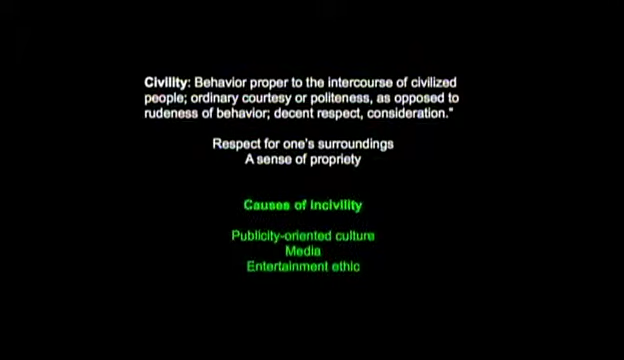 Civility: Behavior proper to the intercourse of civilized
people; ordinary courtesy or politeness, as opposed to
rudeness of behavior; decent respect, consideration."
Respect for one's surroundings
A sense of propriety
Causes of incivility
Publicity-oriented culture
Media
Entertainment ethic